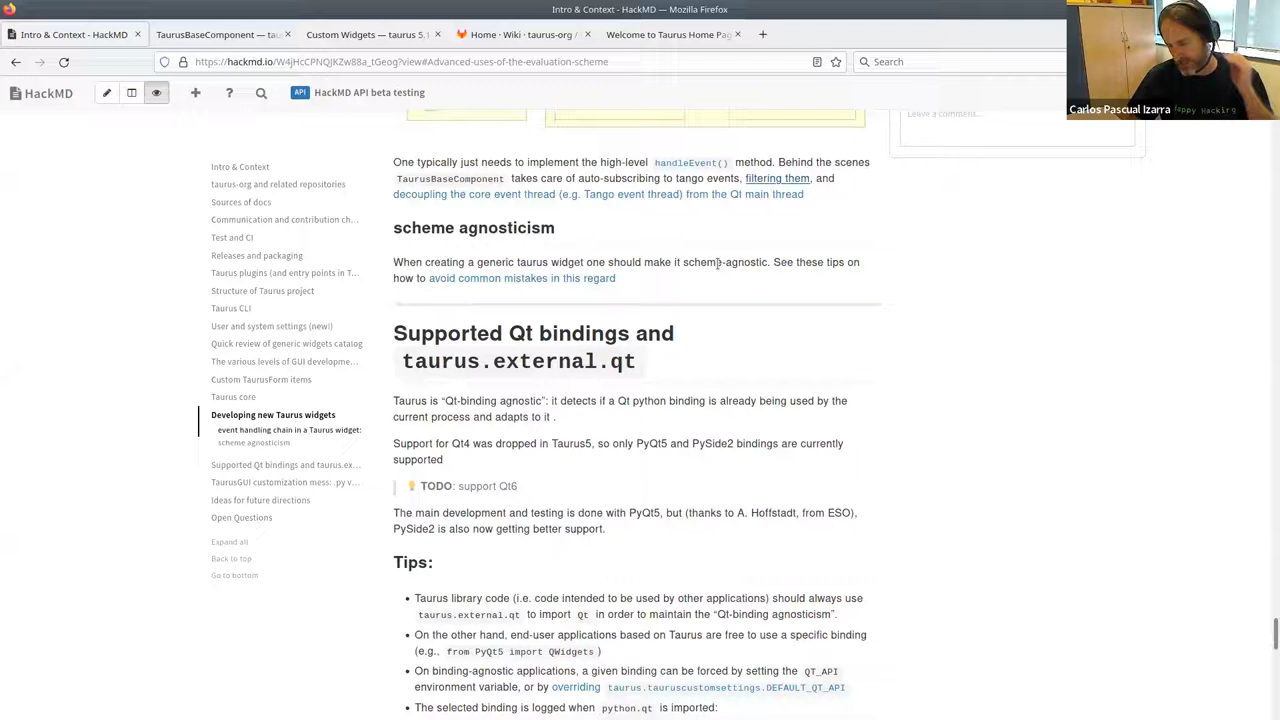 Intro & Context - HackMD — Mozilla Firefox
Intro & Context - HackMD × TaurusBaseComponent — tau × Custom Widgets — taurus 5.1 × Home · Wiki · taurus-org / × Welcome to Taurus Home Pag × +
https://hackmd.io/W4jHcCPNQJKZw88a_tGeog?view#Advanced-uses-of-the-evaluation-scheme
Search
Carlos Pascual Izarra
HackMD
+ ?
API HackMD API beta testing
Leave a comment...
Intro & Context
taurus-org and related repositories
Sources of docs
Communication and contribution ch...
Test and CI
Releases and packaging
Taurus plugins (and entry points in T...
Structure of Taurus project
Taurus CLI
User and system settings (new!)
Quick review of generic widgets catalog
The various levels of GUI developme...
Custom TaurusForm items
Taurus core
Developing new Taurus widgets
event handling chain in a Taurus widget:
scheme agnosticism
Supported Qt bindings and taurus.ex...
TaurusGUI customization mess: .py v...
Ideas for future directions
Open Questions
Expand all
Back to top
Go to bottom
One typically just needs to implement the high-level handleEvent() method. Behind the scenes
TaurusBaseComponent takes care of auto-subscribing to tango events, filtering them, and
decoupling the core event thread (e.g. Tango event thread) from the Qt main thread
scheme agnosticism
When creating a generic taurus widget one should make it scheme-agnostic. See these tips on
how to avoid common mistakes in this regard
Supported Qt bindings and
taurus.external.qt
Taurus is “Qt-binding agnostic”: it detects if a Qt python binding is already being used by the
current process and adapts to it .
Support for Qt4 was dropped in Taurus5, so only PyQt5 and PySide2 bindings are currently
supported
💡 TODO: support Qt6
The main development and testing is done with PyQt5, but (thanks to A. Hoffstadt, from ESO),
PySide2 is also now getting better support.
Tips:
• Taurus library code (i.e. code intended to be used by other applications) should always use
taurus.external.qt to import Qt in order to maintain the “Qt-binding agnosticism”.
• On the other hand, end-user applications based on Taurus are free to use a specific binding
(e.g., from PyQt5 import QWidgets )
• On binding-agnostic applications, a given binding can be forced by setting the QT_API
environment variable, or by overriding taurus.tauruscustomsettings.DEFAULT_QT_API
• The selected binding is logged when python.qt is imported: